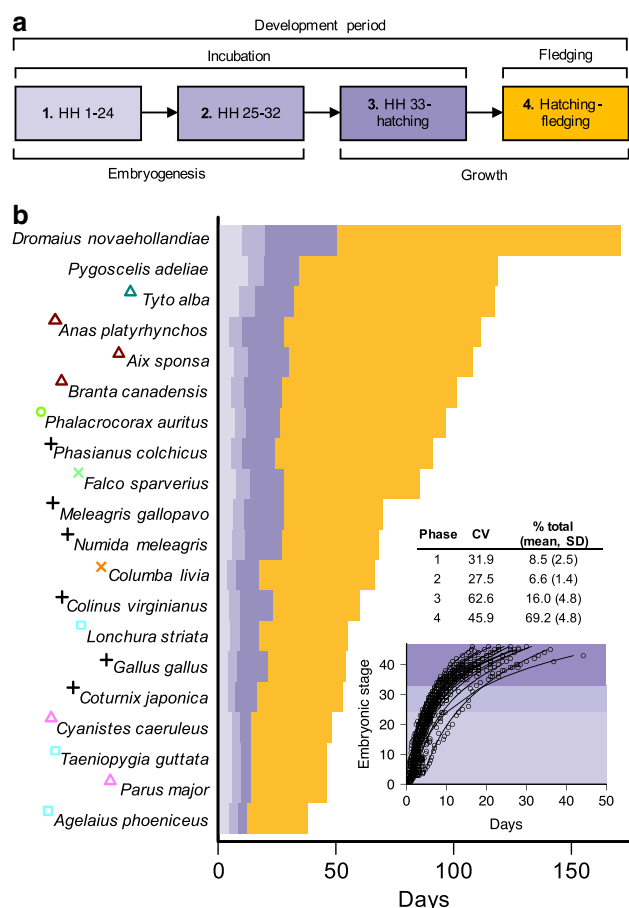 a
Development period
Incubation
Fledging
1. HH 1-24
2. HH 25-32
3. HH 33-
hatching
4. Hatching-
fledging
Embryogenesis
Growth
b
Dromaius novaehollandiae
Pygoscelis adeliae
Tyto alba
Anas platyrhynchos
Aix sponsa
Branta canadensis
Phalacrocorax auritus
Phasianus colchicus
Falco sparverius
Meleagris gallopavo
Numida meleagris
Columba livia
Colinus virginianus
Lonchura striata
Gallus gallus
Coturnix japonica
Cyanistes caeruleus
Taeniopygia guttata
Parus major
Agelaius phoeniceus
Phase CV % total
(mean, SD)
1 31.9 8.5 (2.5)
2 27.5 6.6 (1.4)
3 62.6 16.0 (4.8)
4 45.9 69.2 (4.8)
Embryonic stage
40
30
20
10
0
0 10 20 30 40 50
Days
0 50 100 150
Days